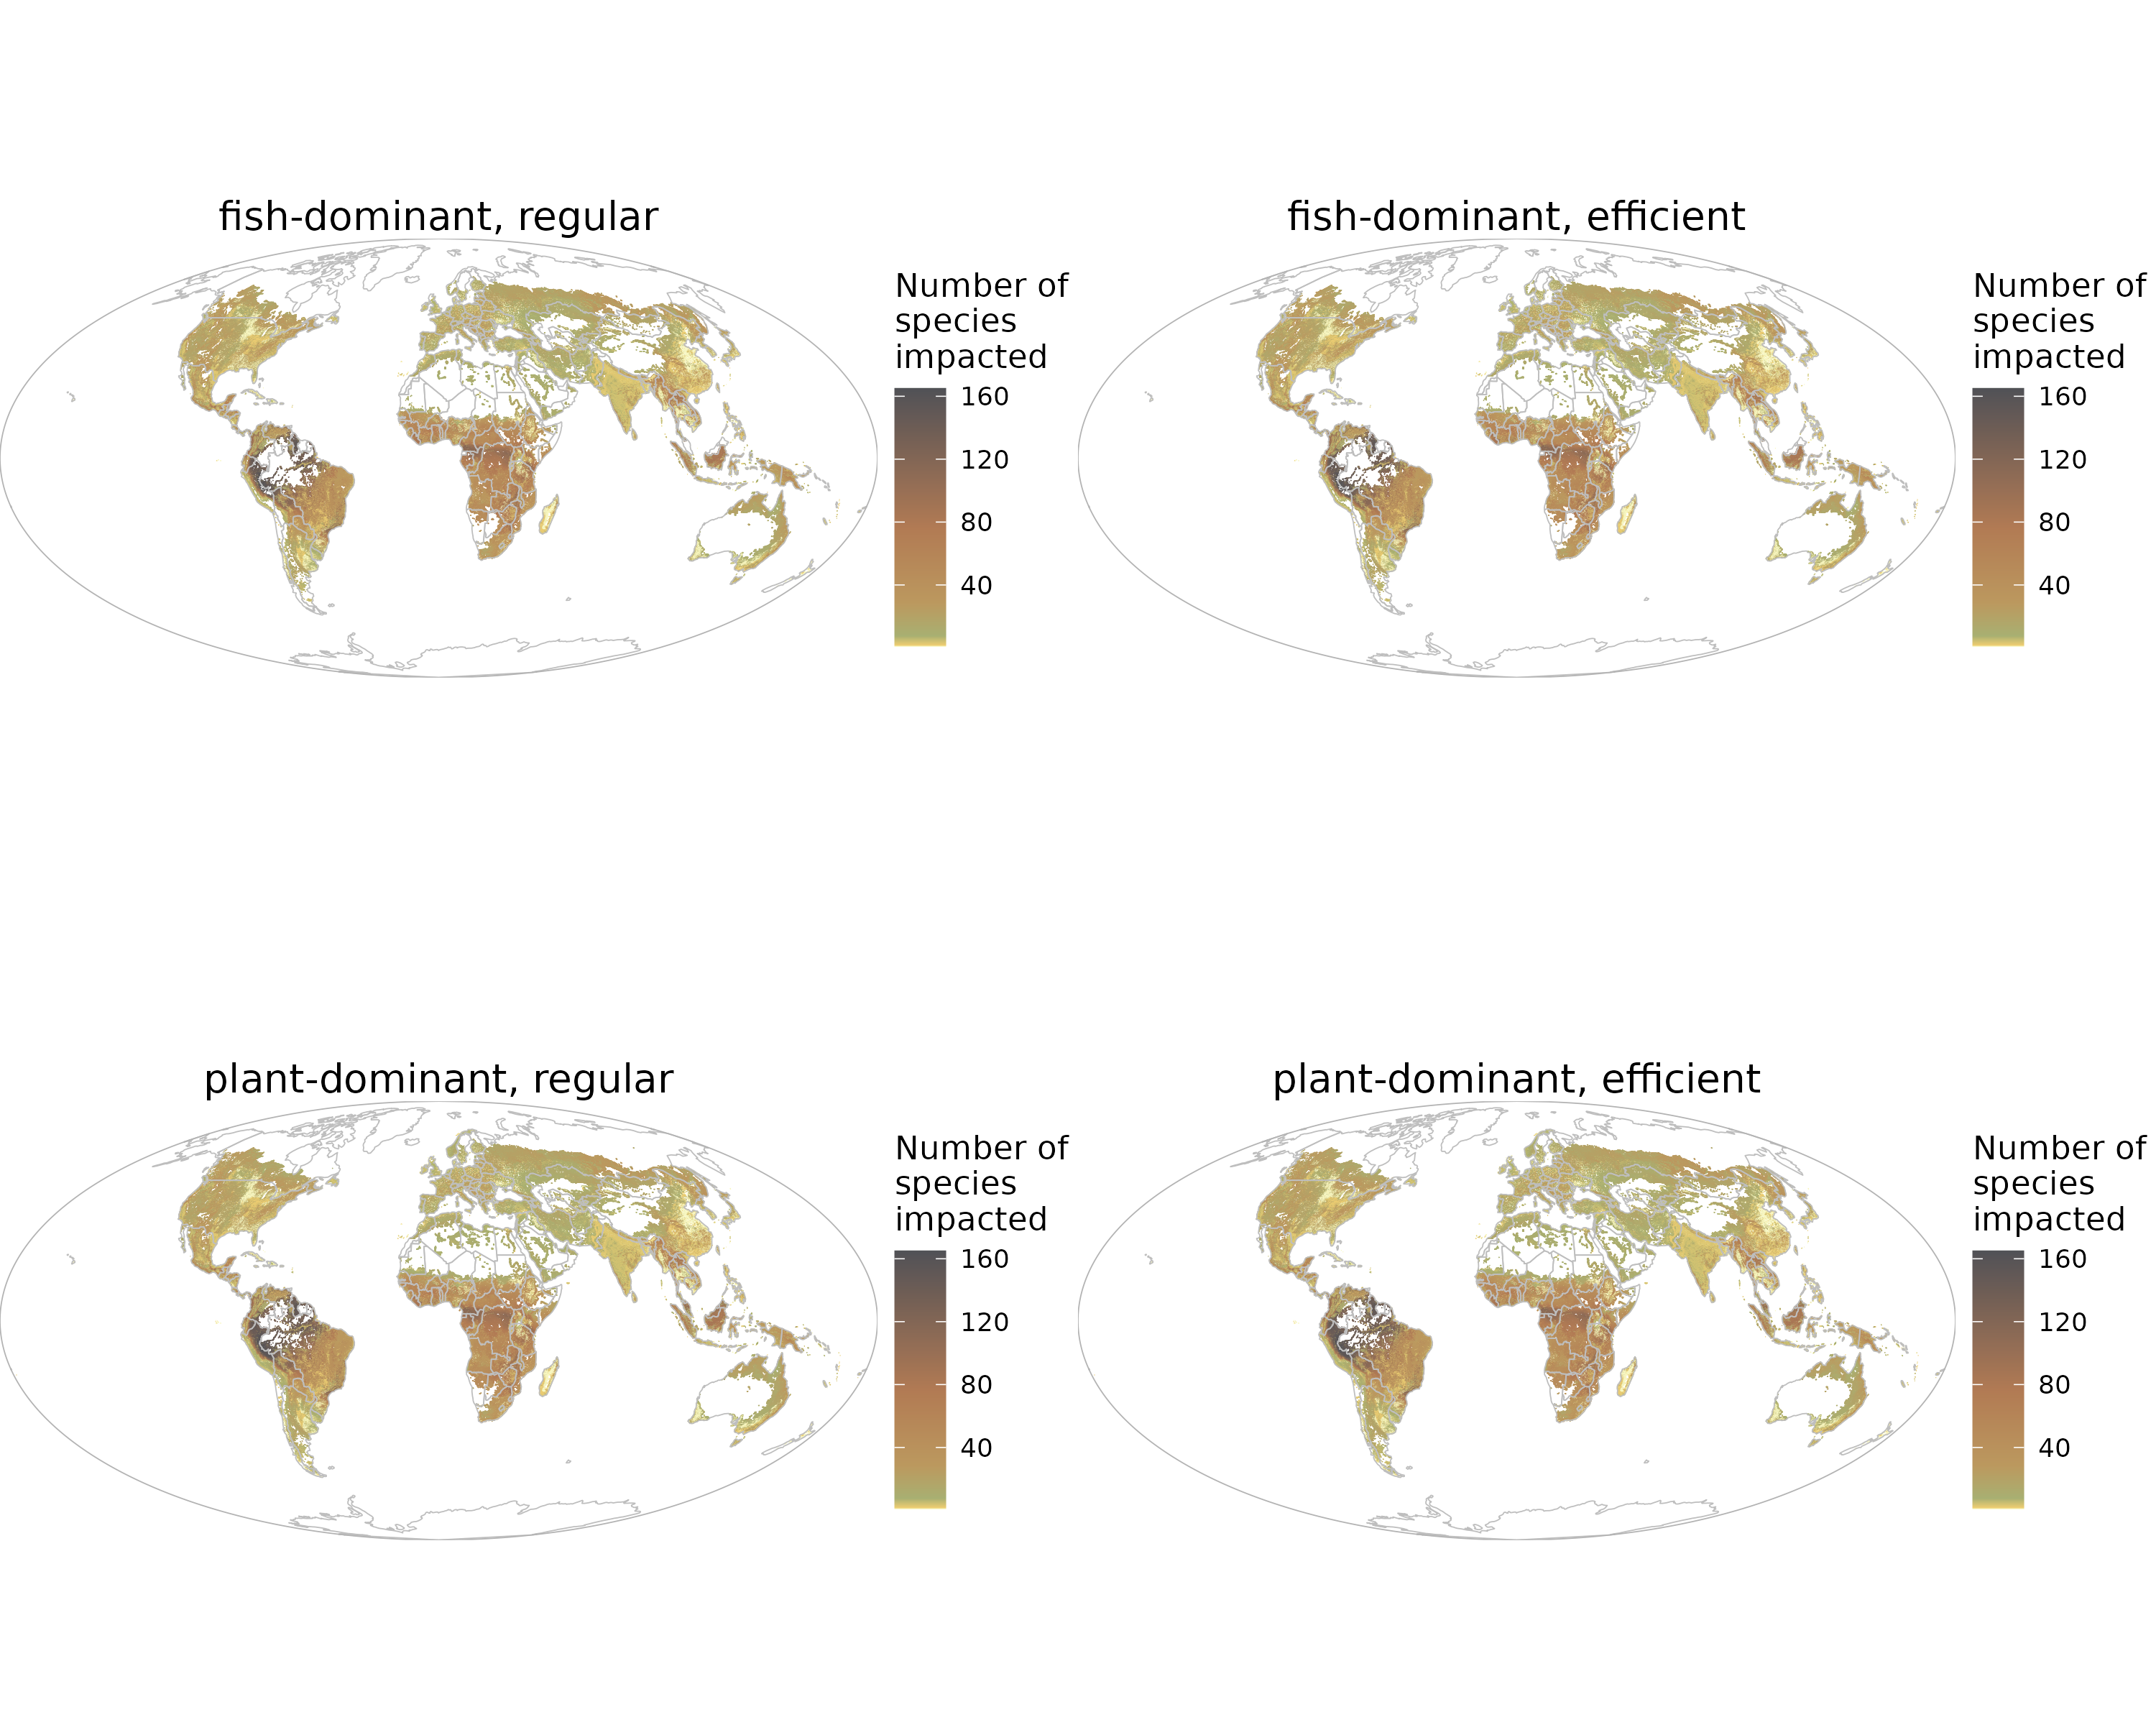 fish-dominant, regular
Number of
species
impacted
160
120
80
40
fish-dominant, efficient
Number of
species
impacted
160
120
80
40
plant-dominant, regular
Number of
species
impacted
160
120
80
40
plant-dominant, efficient
Number of
species
impacted
160
120
80
40